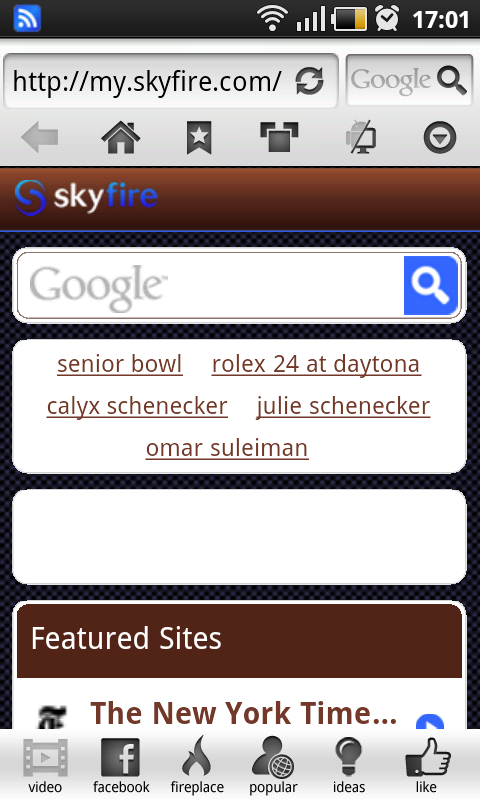 17:01
http://my.skyfire.com/ Google
skyfire
Google™
senior bowl rolex 24 at daytona
calyx schenecker julie schenecker
omar suleiman
Featured Sites
The New York Time...
video facebook fireplace popular ideas like